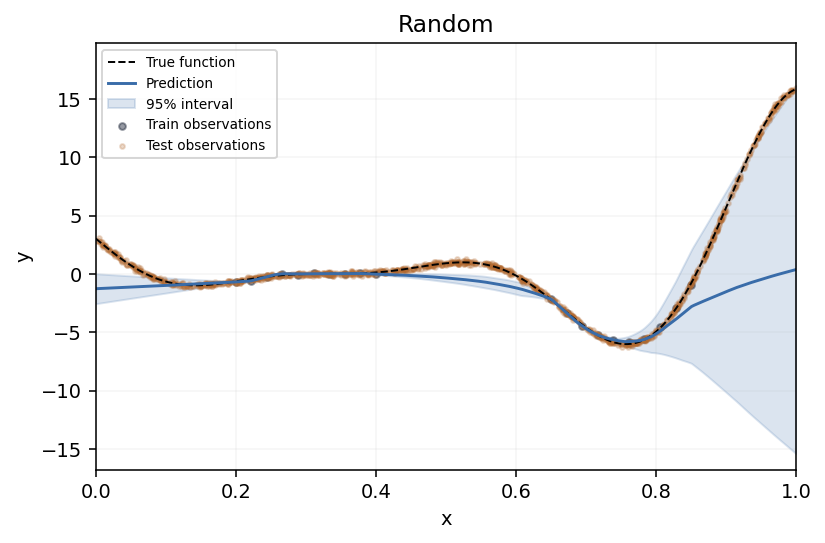 Random
True function
Prediction
95% interval
Train observations
Test observations
15
10
5
0
−5
−10
−15
y
0.0 0.2 0.4 0.6 0.8 1.0
x